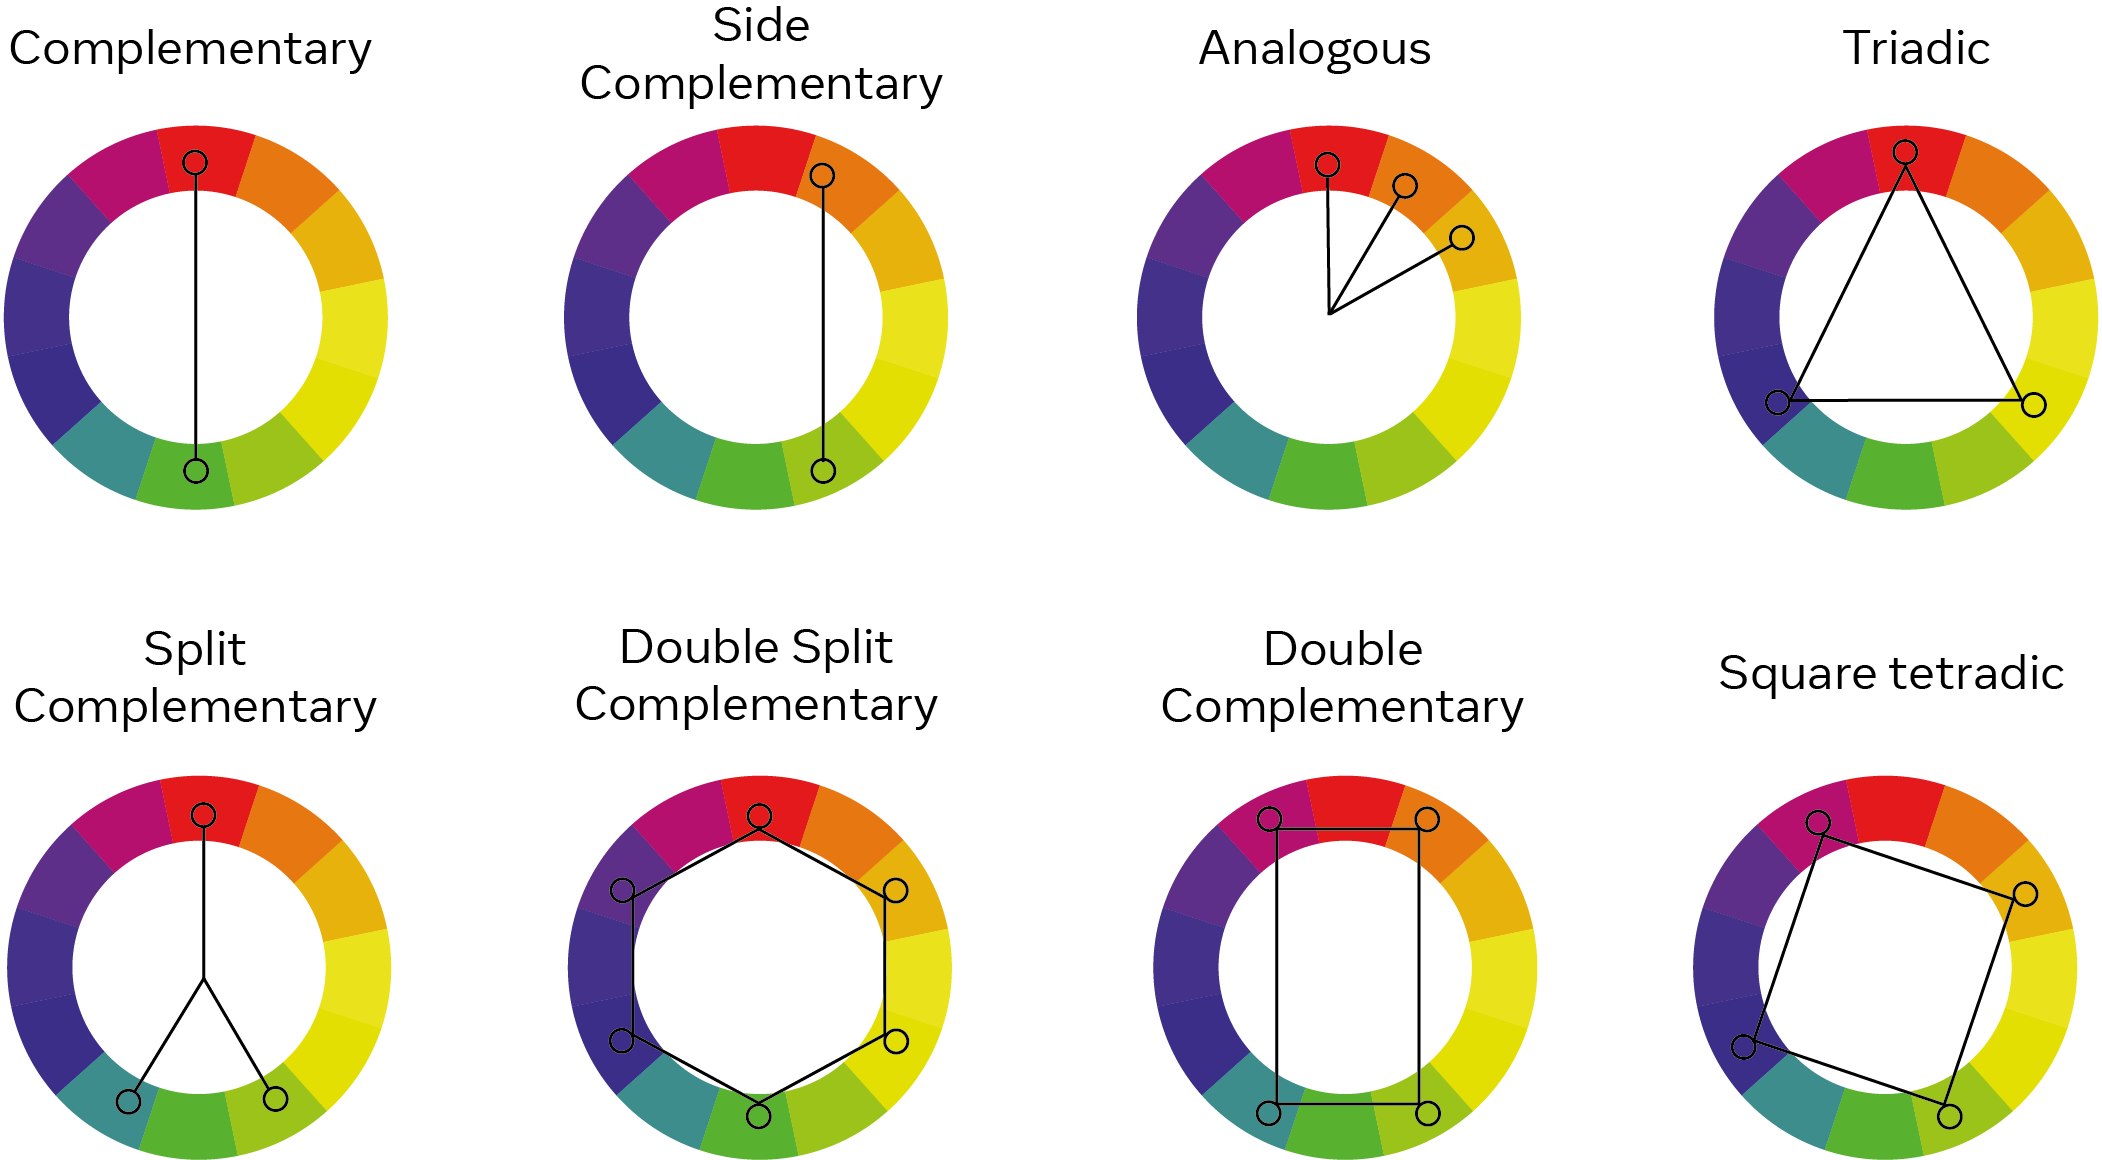 Complementary
Side
Complementary
Analogous
Triadic
Split
Complementary
Double Split
Complementary
Double
Complementary
Square tetradic